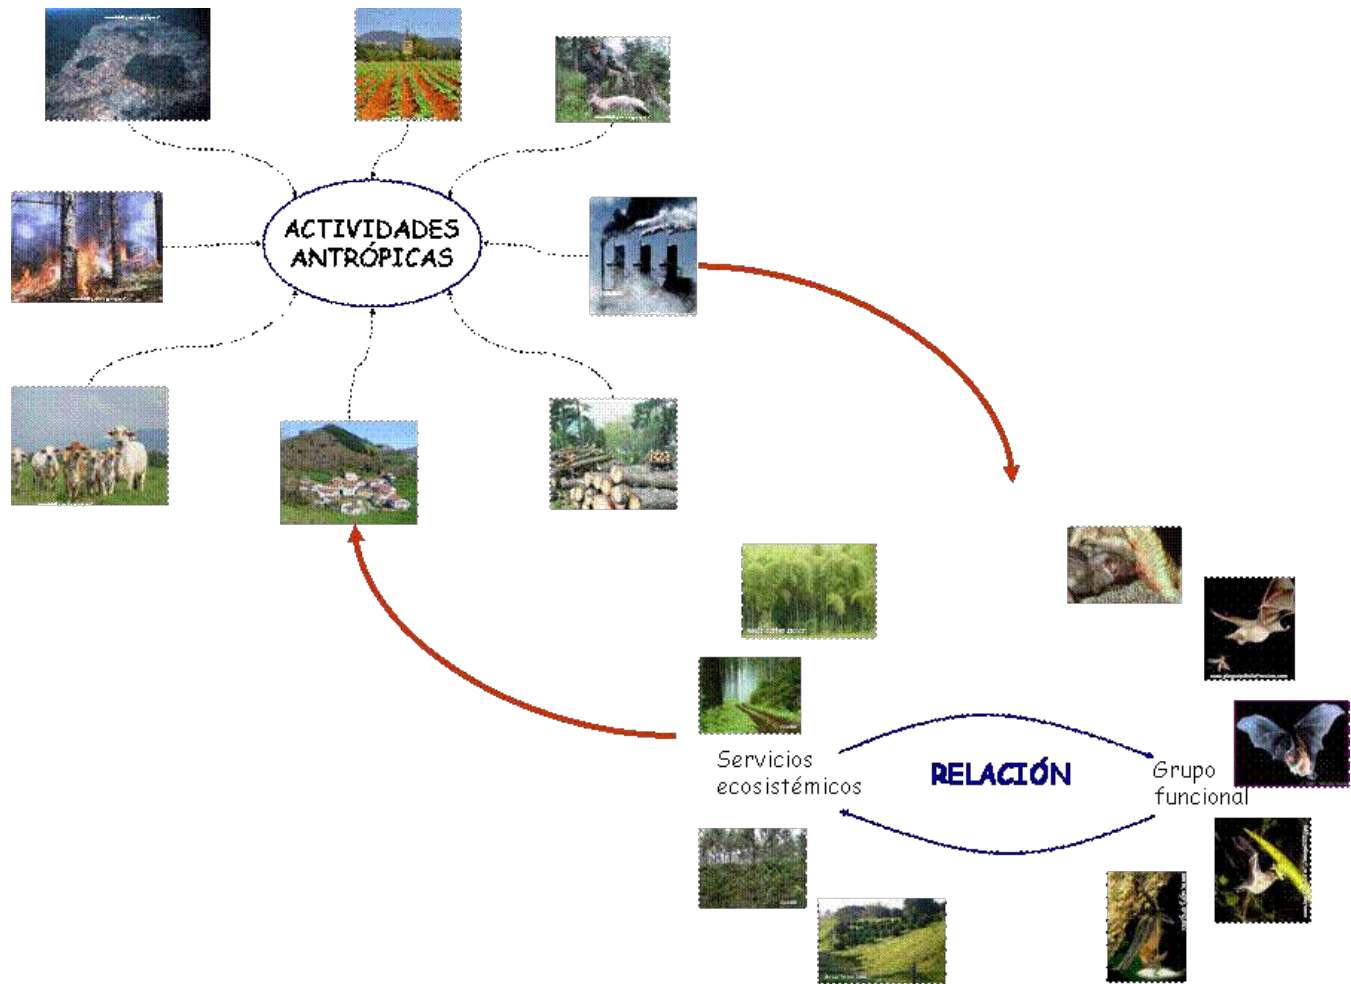 ACTIVIDADES
ANTRÓPICAS
Servicios
ecosistémicos
RELACIÓN
Grupo
funcional